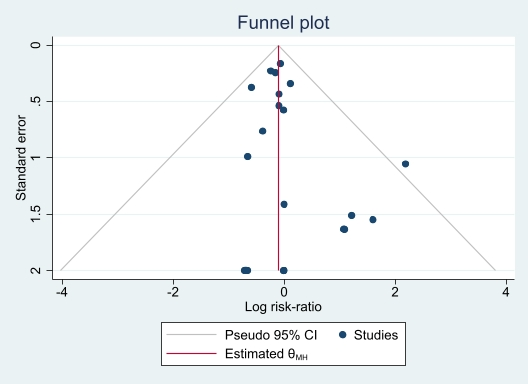 Funnel plot
Standard error
0
.5
1
1.5
2
-4
-2
0
2
4
Log risk-ratio
Pseudo 95% CI
Studies
Estimated θMH